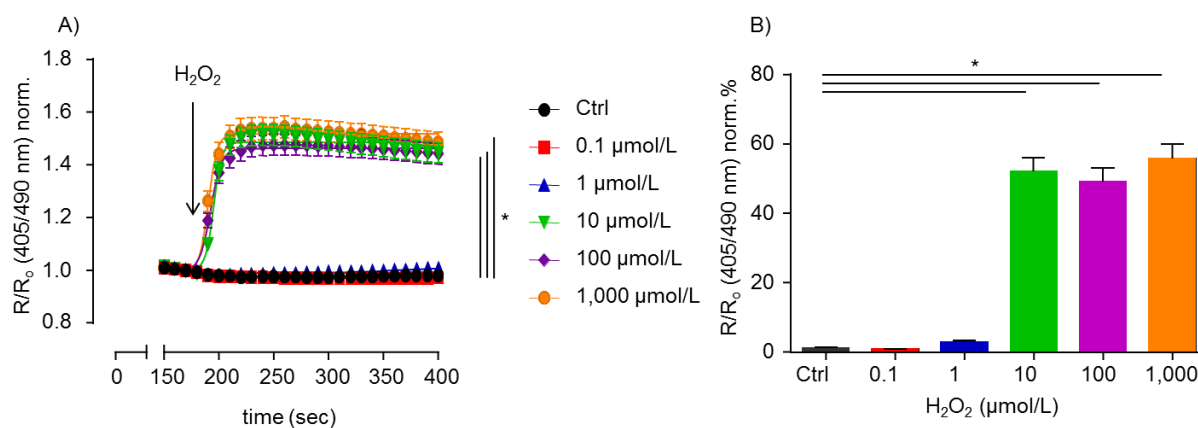 A)
R/Rₒ (405/490 nm) norm.
1.8
1.6
1.4
1.2
1.0
0.8
H₂O₂
*
0 150 200 250 300 350 400
time (sec)
Ctrl
0.1 µmol/L
1 µmol/L
10 µmol/L
100 µmol/L
1,000 µmol/L
B)
R/Rₒ (405/490 nm) norm.%
80
60
40
20
0
*
Ctrl 0.1 1 10 100 1,000
H₂O₂ (µmol/L)